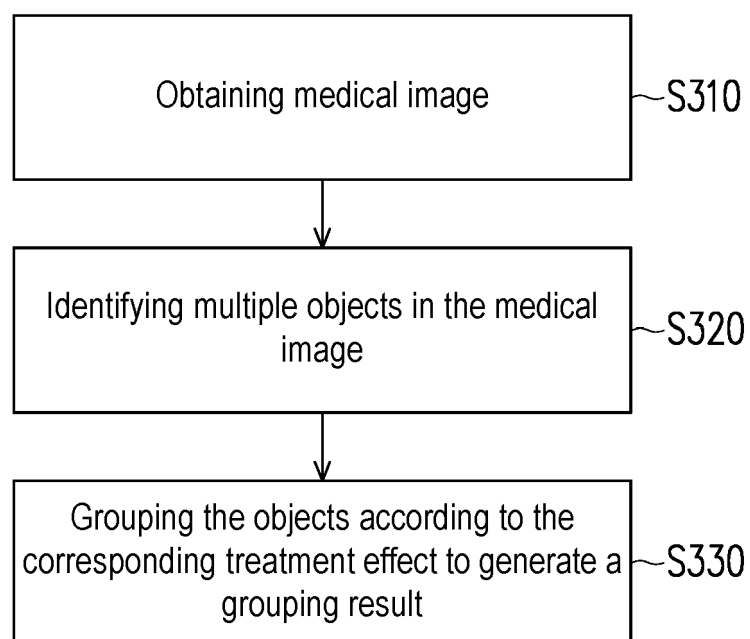 Obtaining medical image
S310
Identifying multiple objects in the medical
image
S320
Grouping the objects according to the
corresponding treatment effect to generate a
grouping result
S330